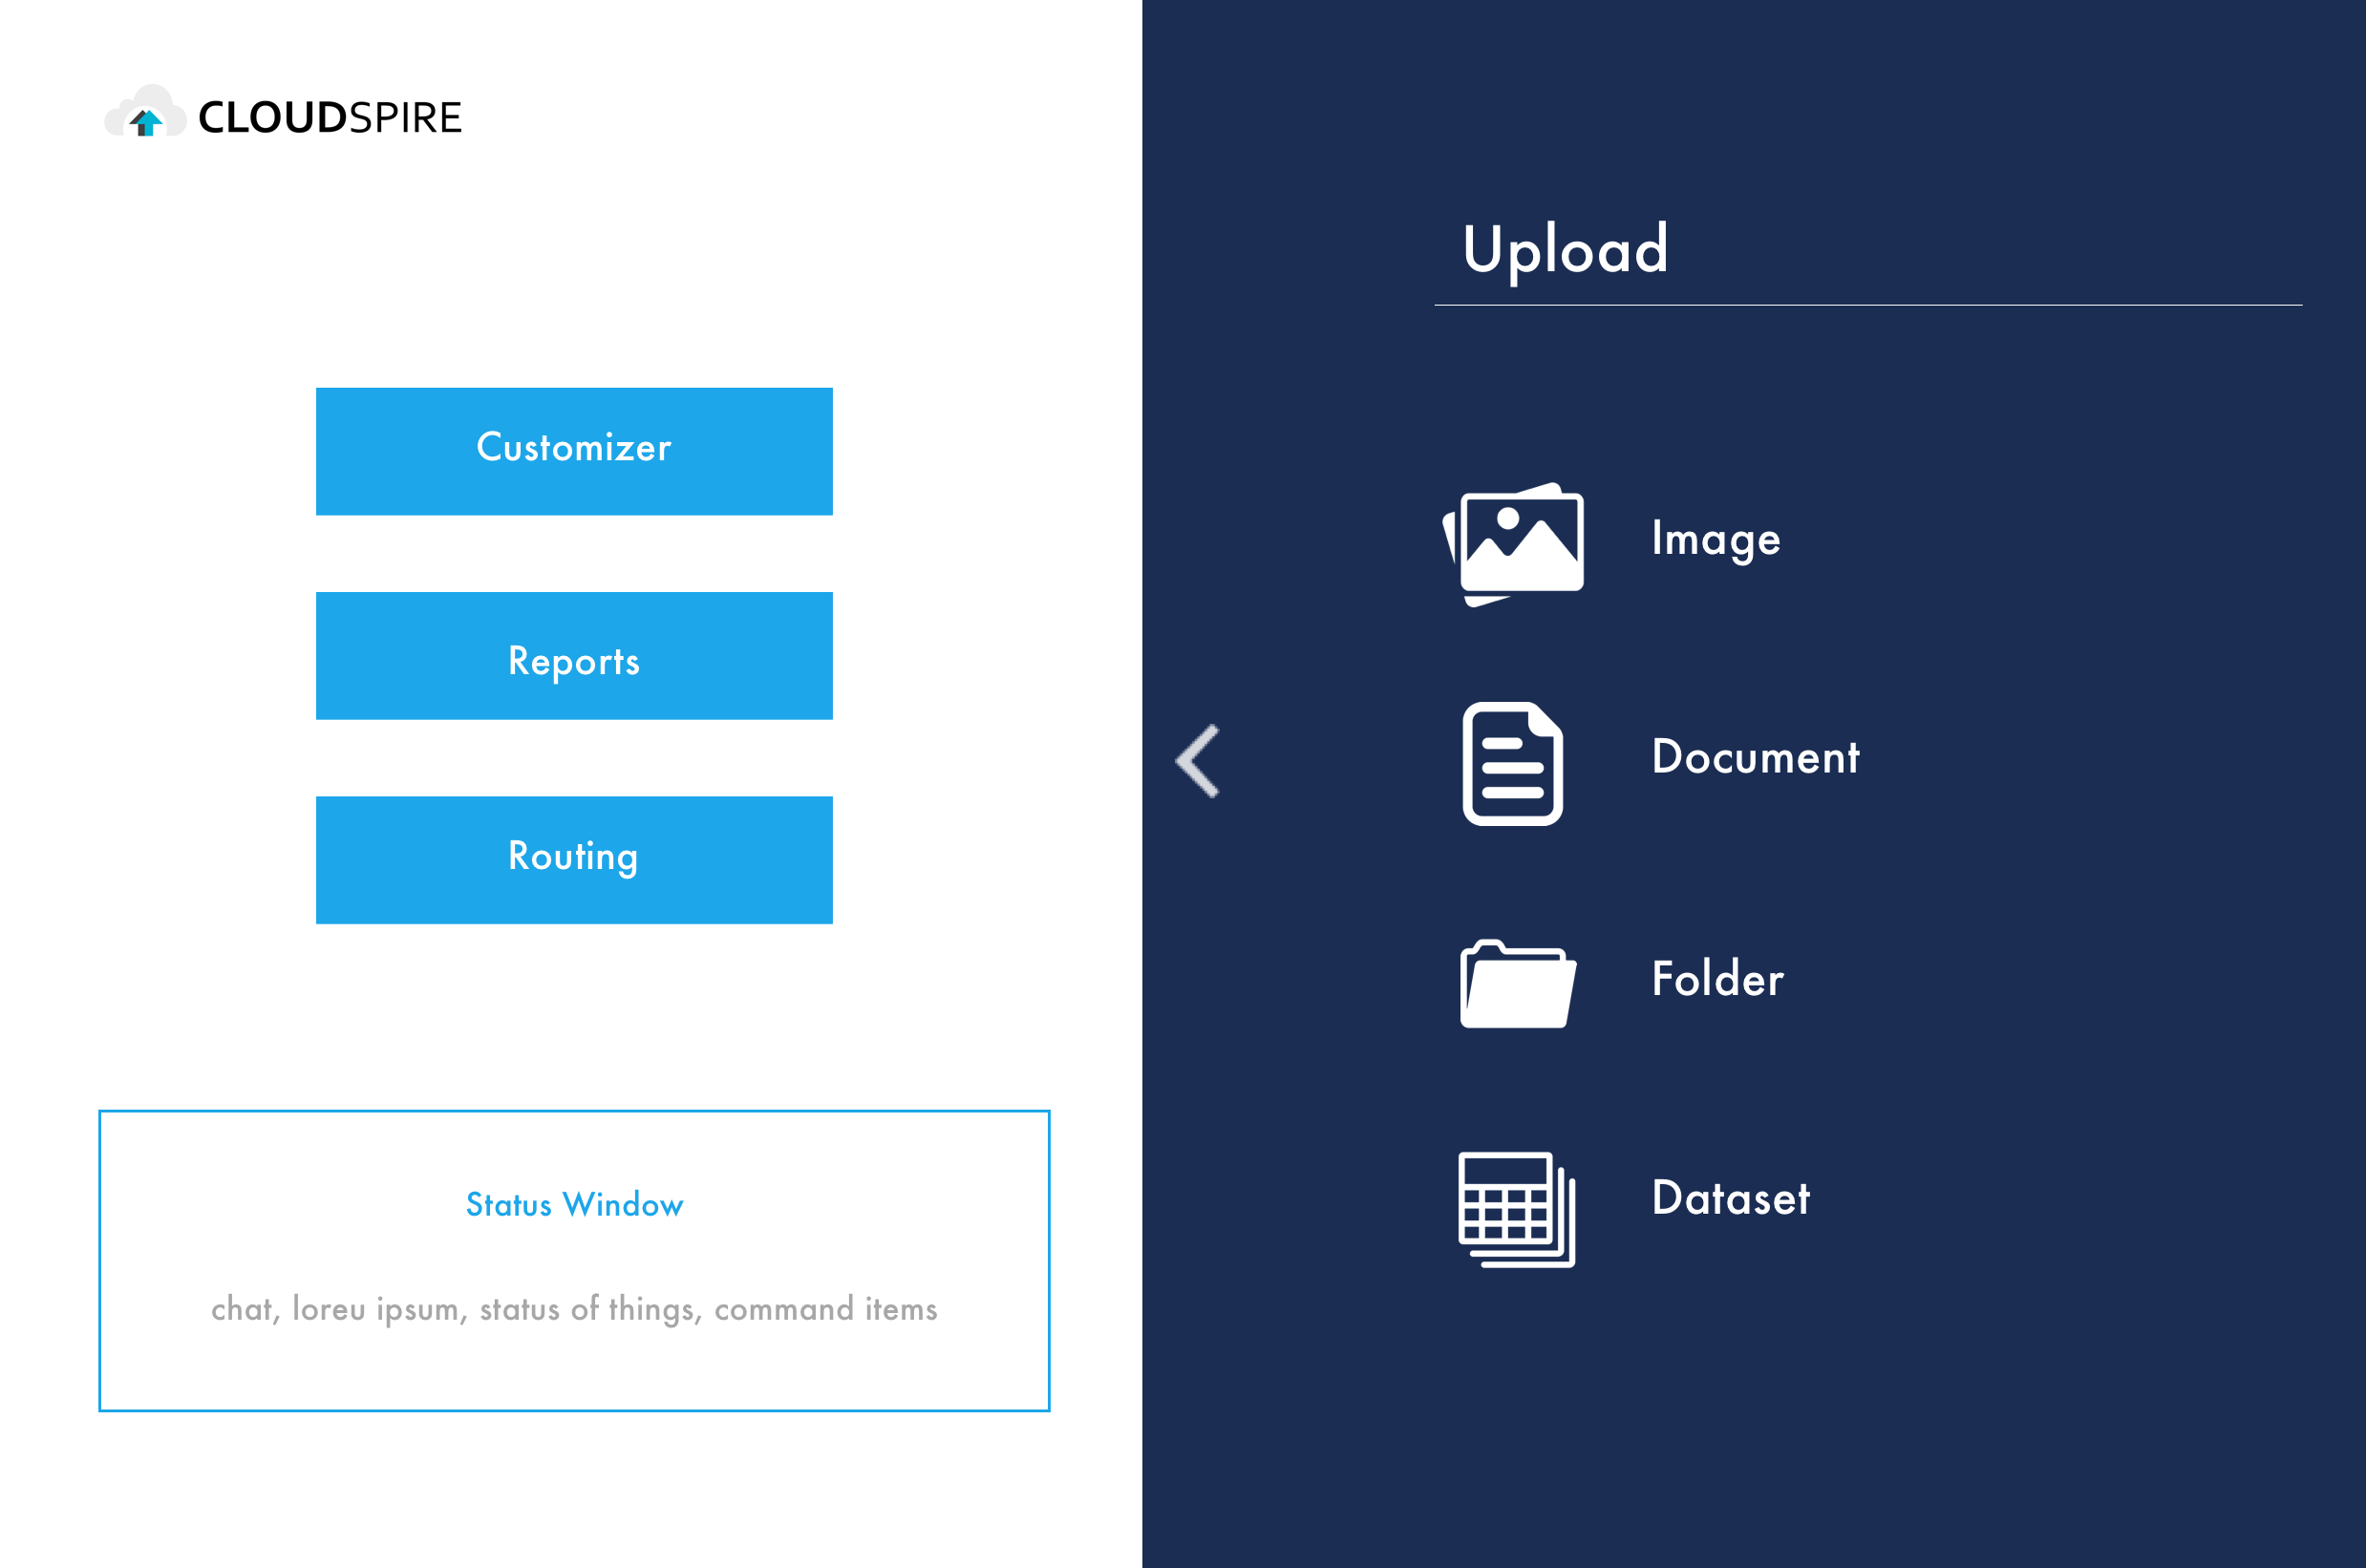 CLOUDSPIRE
Customizer
Reports
Routing
Status Window
chat, loreu ipsum, status of things, command items
Upload
Image
Document
Folder
Dataset